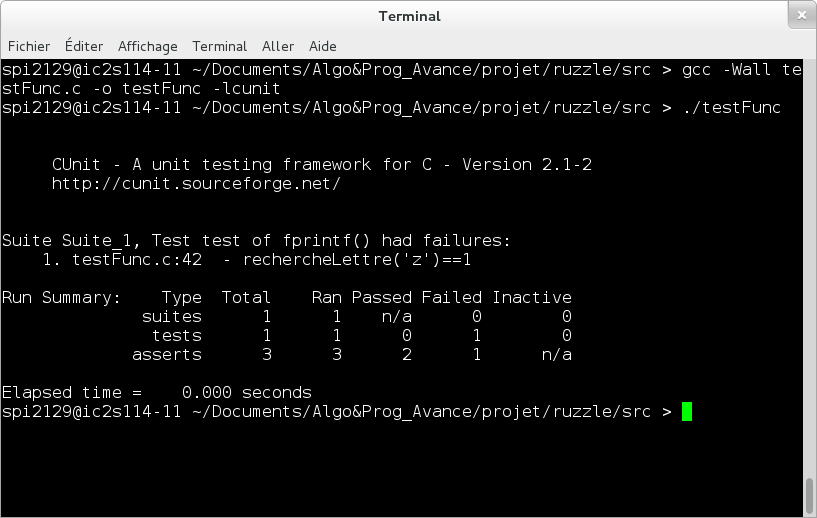 Terminal
Fichier Éditer Affichage Terminal Aller Aide
spi2129@ic2s114-11 ~/Documents/Algo&Prog_Avance/projet/ruzzle/src > gcc -Wall te
stFunc.c -o testFunc -lcunit
spi2129@ic2s114-11 ~/Documents/Algo&Prog_Avance/projet/ruzzle/src > ./testFunc
CUnit - A unit testing framework for C - Version 2.1-2
http://cunit.sourceforge.net/
Suite Suite_1, Test test of fprintf() had failures:
1. testFunc.c:42 - rechercheLettre('z')==1
Run Summary: Type Total Ran Passed Failed Inactive
suites 1 1 n/a 0 0
tests 1 1 0 1 0
asserts 3 3 2 1 n/a
Elapsed time = 0.000 seconds
spi2129@ic2s114-11 ~/Documents/Algo&Prog_Avance/projet/ruzzle/src >